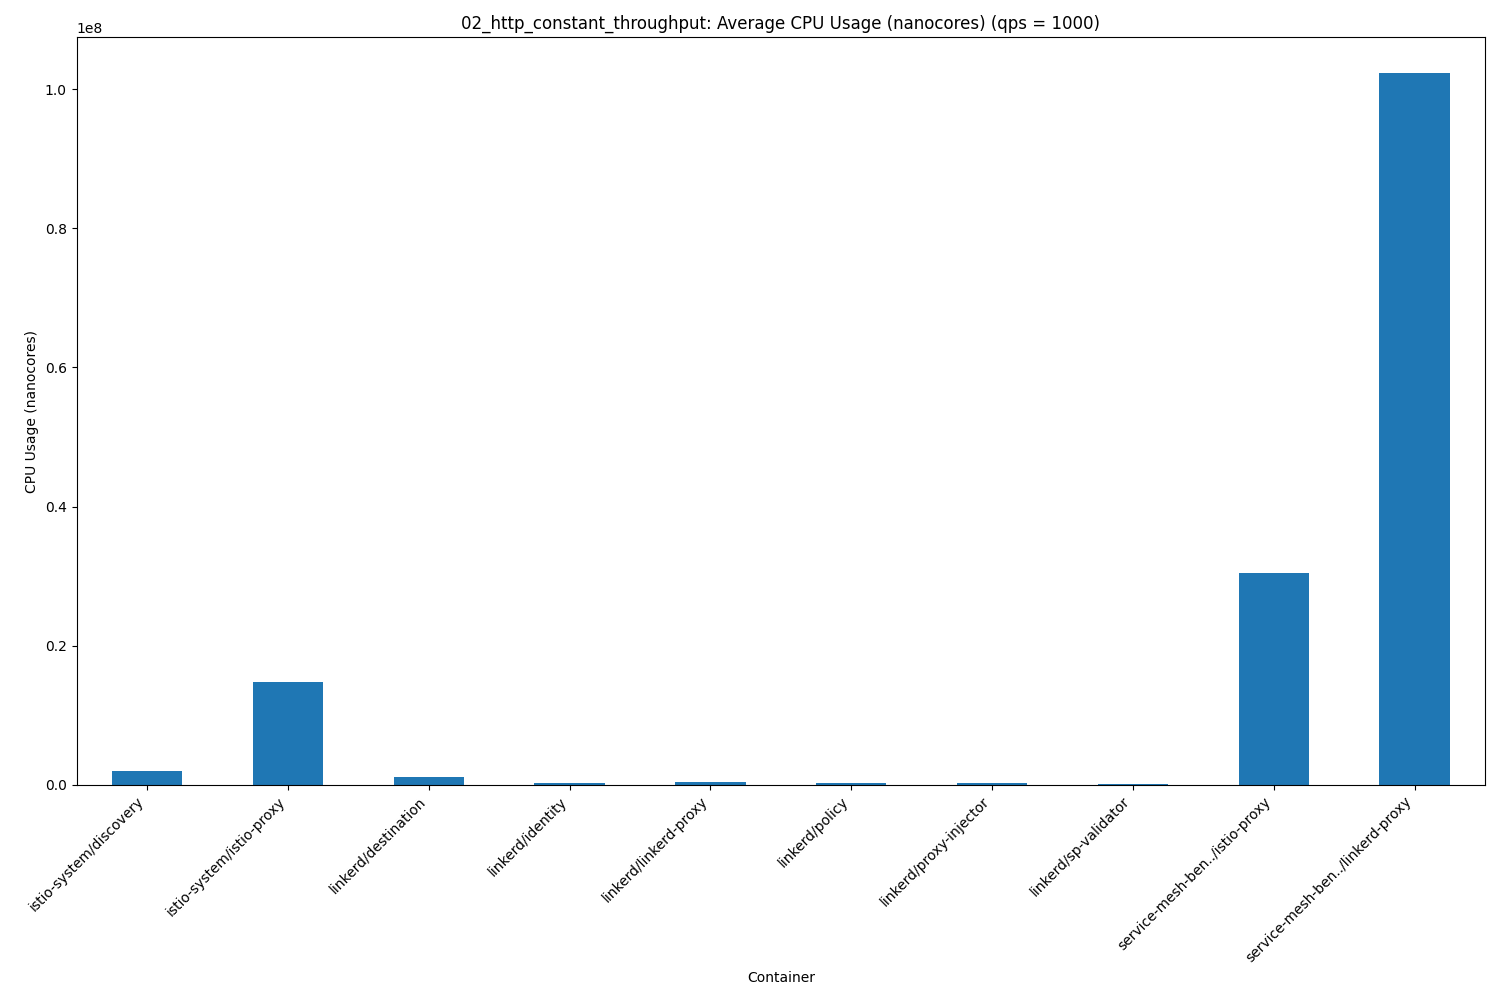 02_http_constant_throughput: Average CPU Usage (nanocores) (qps = 1000)
1e8
1.0
0.8
0.6
0.4
0.2
0.0
CPU Usage (nanocores)
istio-system/discovery
istio-system/istio-proxy
linkerd/destination
linkerd/identity
linkerd/linkerd-proxy
linkerd/policy
linkerd/proxy-injector
linkerd/sp-validator
service-mesh-ben../istio-proxy
service-mesh-ben../linkerd-proxy
Container